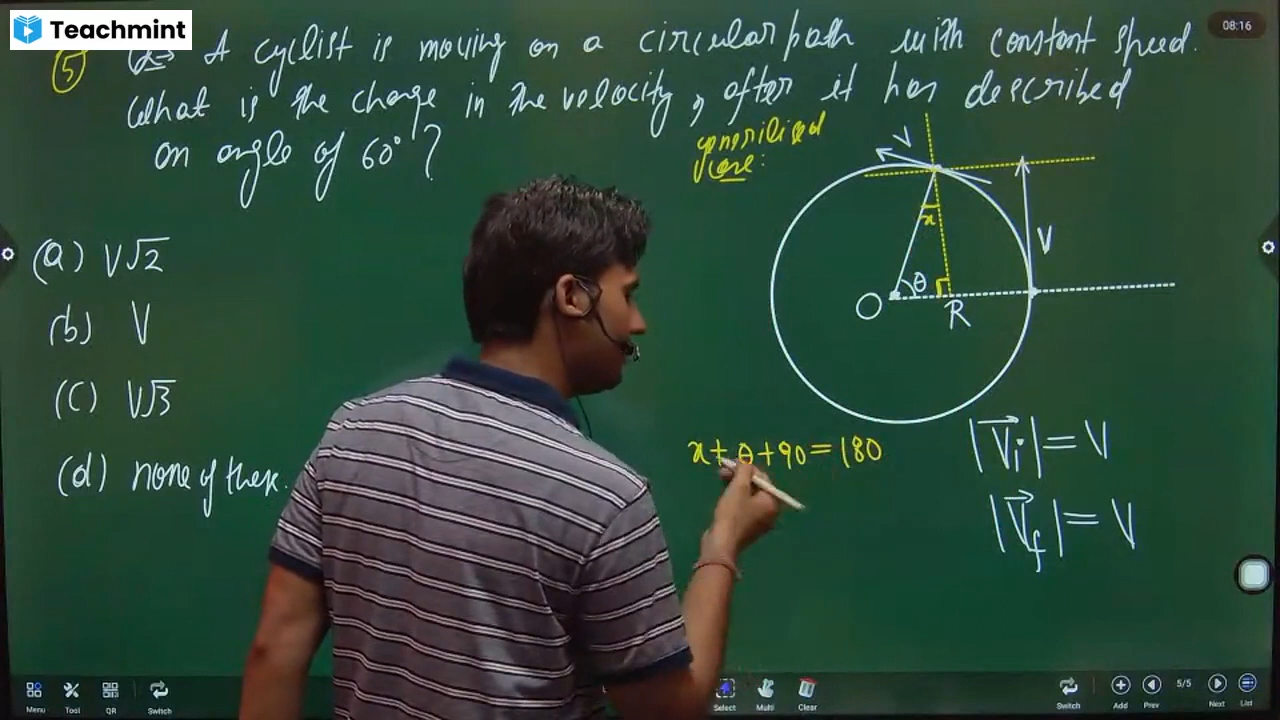 Teachmint
08:16
(5) Q→ A cyclist is moving on a circular path with constant speed.
What is the change in the velocity, after it has described
an angle of 60°?
(a) V√2
(b) V
(c) V√3
(d) none of these.
case:
V
x
V
θ
O
R
x+θ+90=180
|Vi|=V
|Vf|=V
Menu
Tool
QR
Switch
Select
Multi
Clear
Switch
Add
Prev
5/5
Next
List